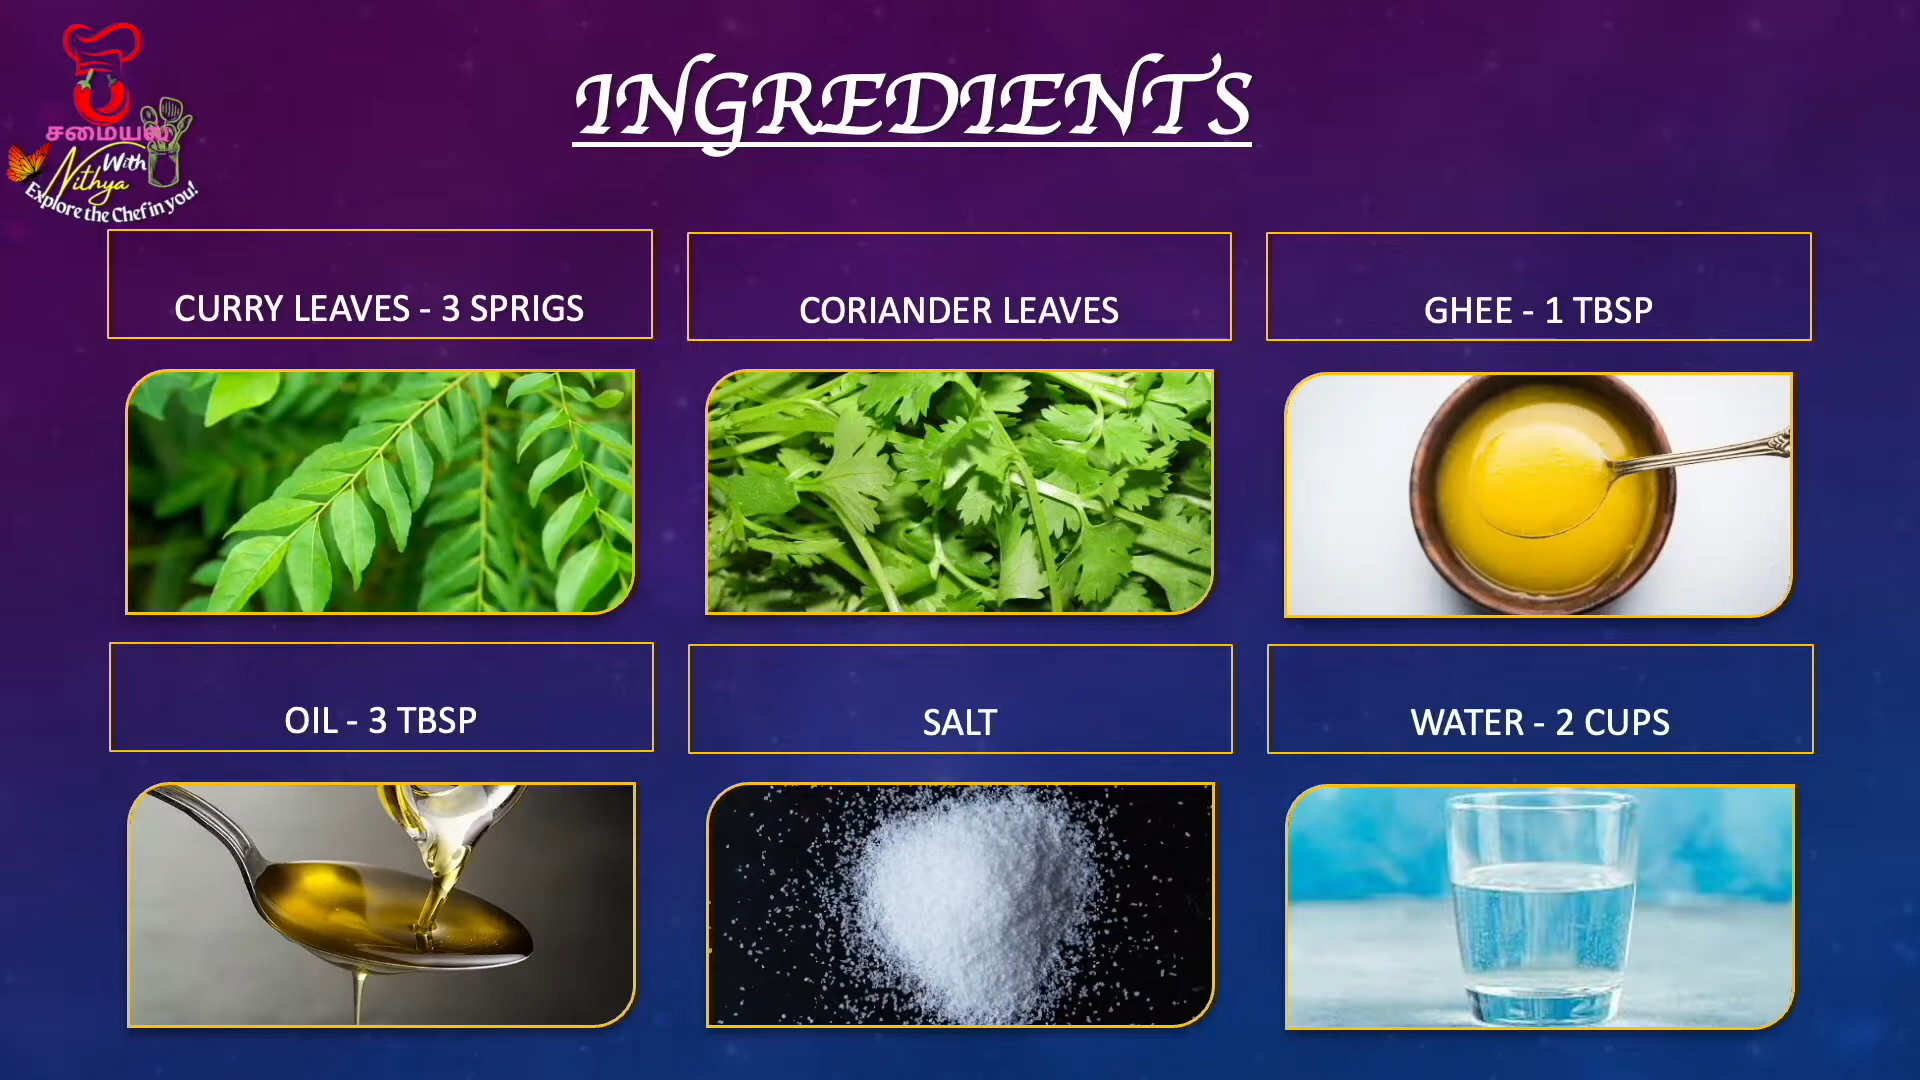 சமையல்
With
Nithya
Explore the Chef in you!
INGREDIENTS
CURRY LEAVES - 3 SPRIGS
CORIANDER LEAVES
GHEE - 1 TBSP
OIL - 3 TBSP
SALT
WATER - 2 CUPS